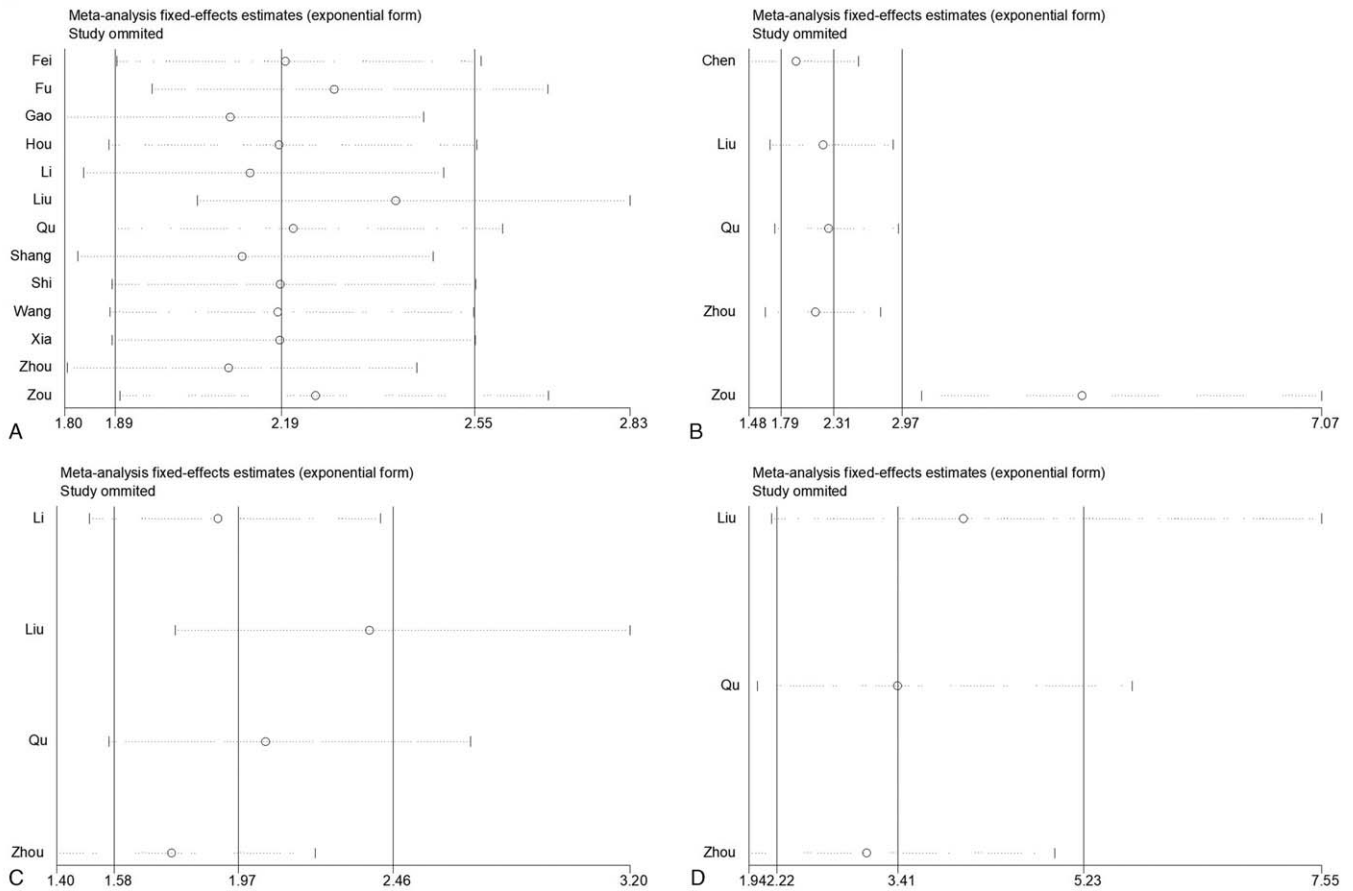 Meta-analysis fixed-effects estimates (exponential form)
Study ommited
Fei
Fu
Gao
Hou
Li
Liu
Qu
Shang
Shi
Wang
Xia
Zhou
Zou
1.80 1.89 2.19 2.55 2.83
A
Meta-analysis fixed-effects estimates (exponential form)
Study ommited
Chen
Liu
Qu
Zhou
Zou
1.48 1.79 2.31 2.97 7.07
B
Meta-analysis fixed-effects estimates (exponential form)
Study ommited
Li
Liu
Qu
Zhou
1.40 1.58 1.97 2.46 3.20
C
Meta-analysis fixed-effects estimates (exponential form)
Study ommited
Liu
Qu
Zhou
1.94 2.22 3.41 5.23 7.55
D